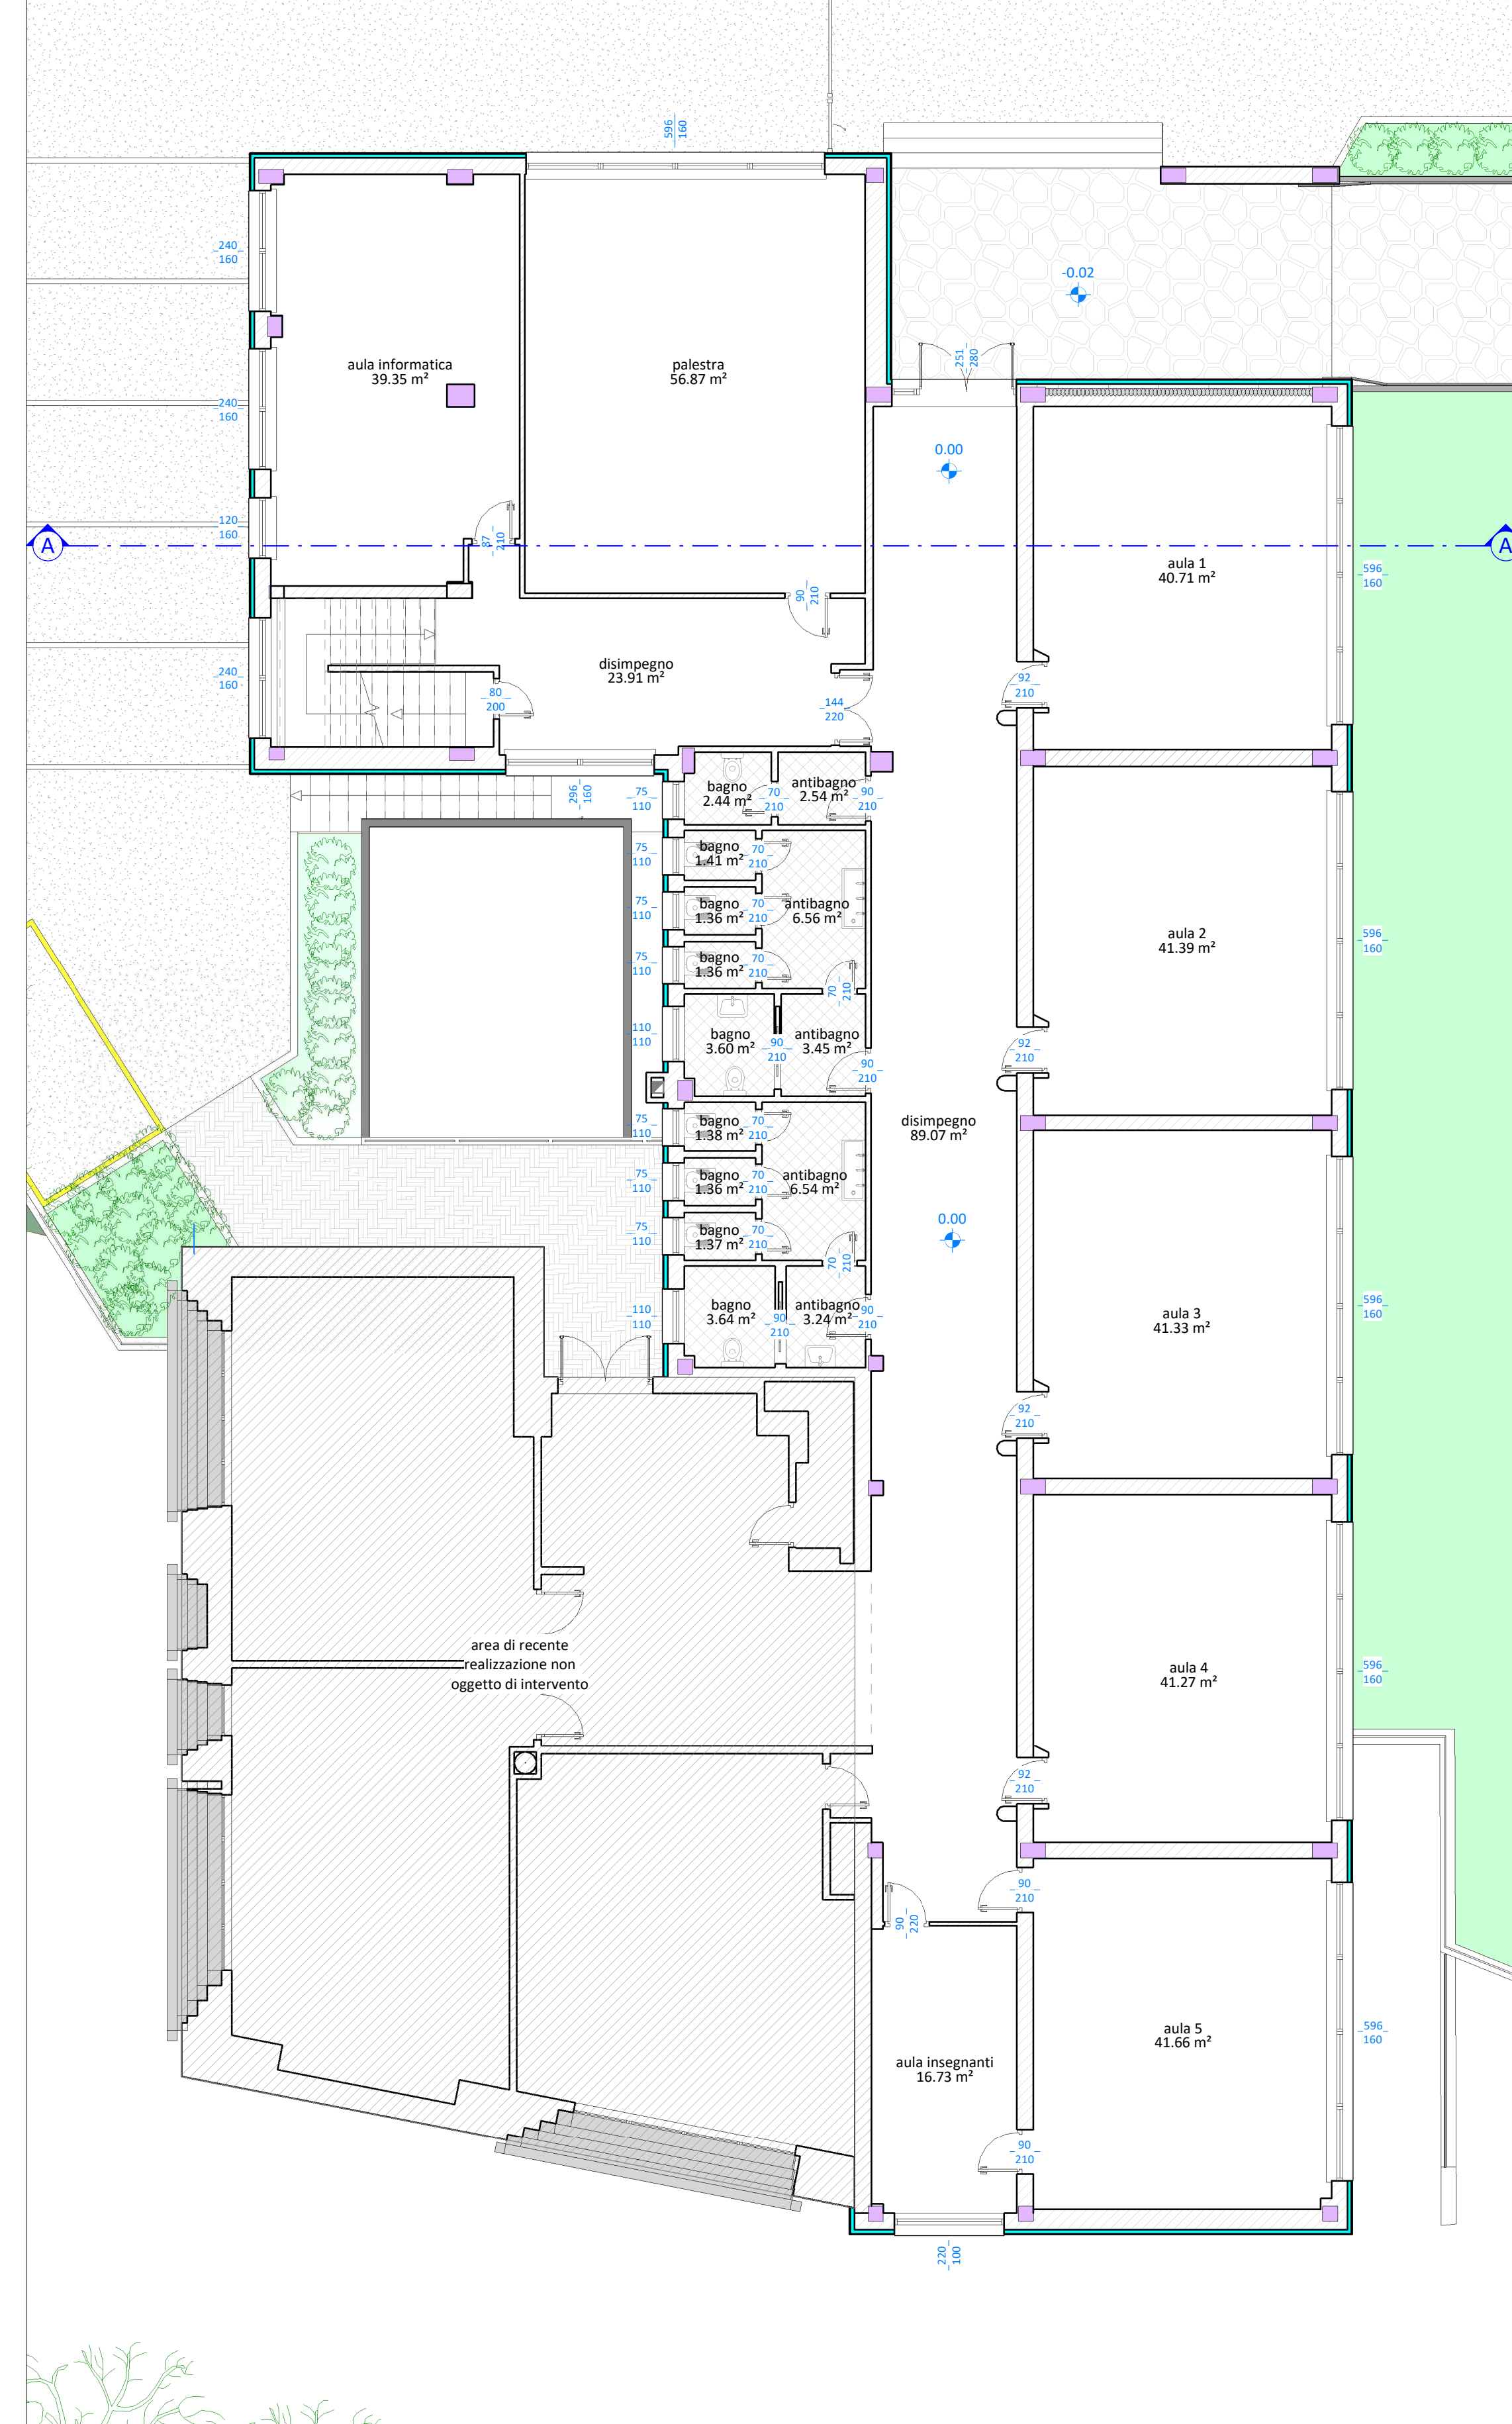 596
160
240
160
-0.02
251
280
aula informatica
39.35 m²
palestra
56.87 m²
240
160
0.00
120
160
87
210
A
A
aula 1
40.71 m²
596
160
90
210
disimpegno
23.91 m²
240
160
80
200
144
220
92
210
296
160
75
110
bagno
2.44 m²
70
210
antibagno
2.54 m²
90
210
75
110
bagno
1.41 m²
70
210
75
110
bagno
1.36 m²
70
210
antibagno
6.56 m²
aula 2
41.39 m²
596
160
75
110
bagno
1.36 m²
70
210
70
210
110
110
bagno
3.60 m²
90
210
antibagno
3.45 m²
90
210
92
210
75
110
bagno
1.38 m²
70
210
disimpegno
89.07 m²
75
110
bagno
1.36 m²
70
210
antibagno
6.54 m²
75
110
bagno
1.37 m²
70
210
70
210
0.00
110
110
bagno
3.64 m²
90
210
antibagno
3.24 m²
90
210
aula 3
41.33 m²
596
160
92
210
area di recente
realizzazione non
oggetto di intervento
aula 4
41.27 m²
596
160
92
210
90
210
90
220
aula 5
41.66 m²
596
160
aula insegnanti
16.73 m²
90
210
220
100